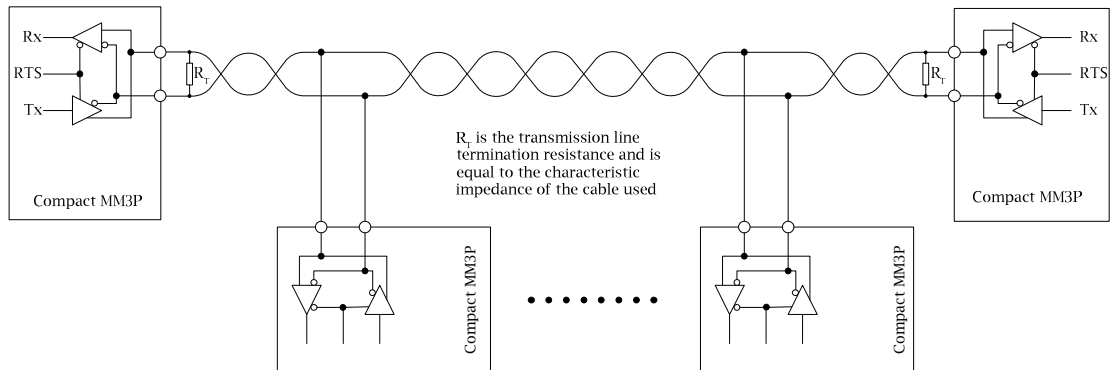 Rx
RTS
Tx
R_T
Compact MM3P
R_T is the transmission line
termination resistance and is
equal to the characteristic
impedance of the cable used
R_T
Rx
RTS
Tx
Compact MM3P
Compact MM3P
Compact MM3P